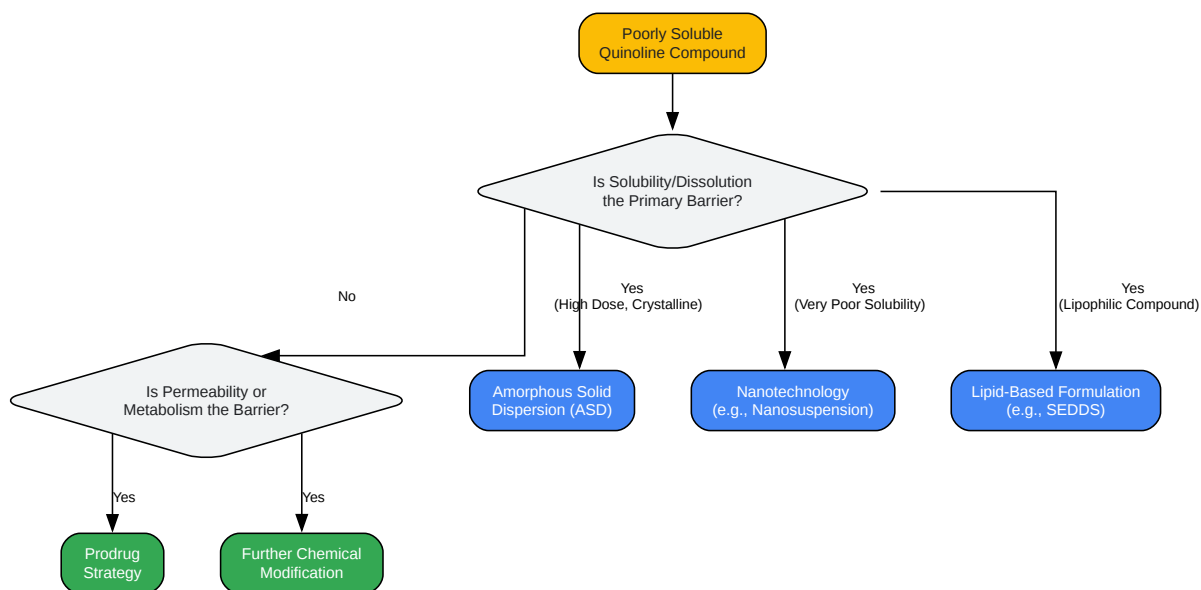 Poorly Soluble
Quinoline Compound
Is Solubility/Dissolution
the Primary Barrier?
No
Yes
(High Dose, Crystalline)
Yes
(Very Poor Solubility)
Yes
(Lipophilic Compound)
Is Permeability or
Metabolism the Barrier?
Amorphous Solid
Dispersion (ASD)
Nanotechnology
(e.g., Nanosuspension)
Lipid-Based Formulation
(e.g., SEDDS)
Yes
Yes
Prodrug
Strategy
Further Chemical
Modification